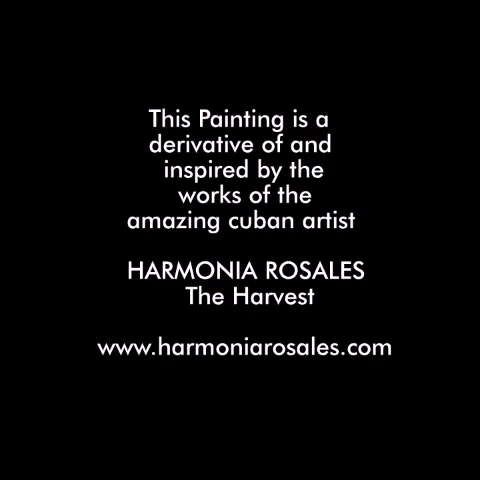 This Painting is a
derivative of and
inspired by the
works of the
amazing cuban artist
HARMONIA ROSALES
The Harvest
www.harmoniarosales.com